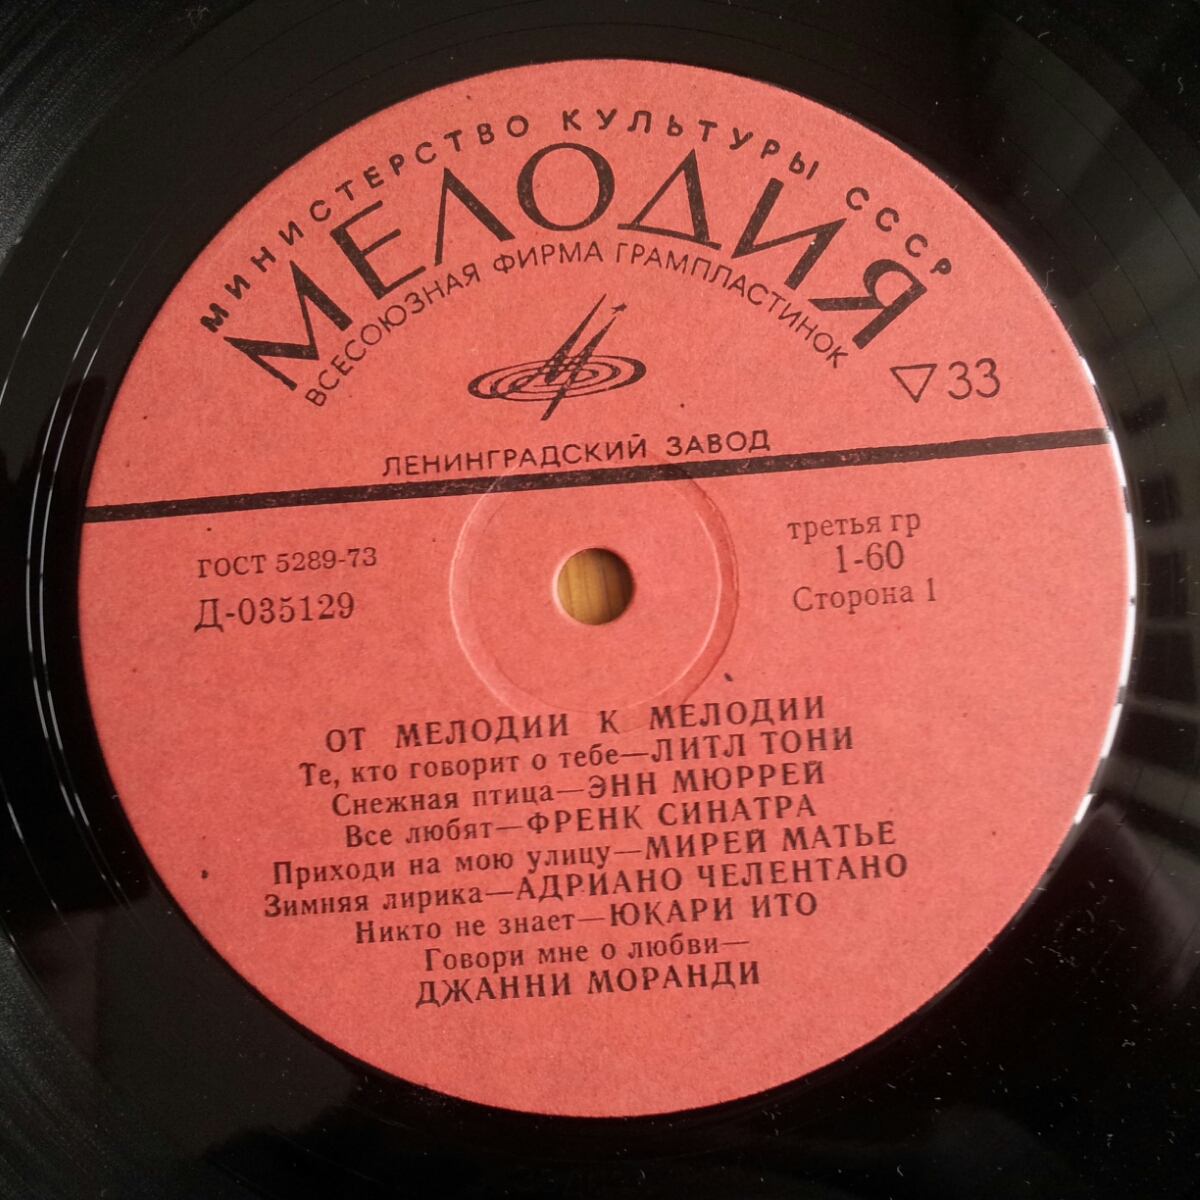 МИНИСТЕРСТВО КУЛЬТУРЫ СССР
МЕЛОДИЯ
ВСЕСОЮЗНАЯ ФИРМА ГРАМПЛАСТИНОК
▽33
ЛЕНИНГРАДСКИЙ ЗАВОД
ГОСТ 5289-73
Д-035129
третья гр
1-60
Сторона 1
ОТ МЕЛОДИИ К МЕЛОДИИ
Те, кто говорит о тебе—ЛИТЛ ТОНИ
Снежная птица—ЭНН МЮРРЕЙ
Все любят—ФРЕНК СИНАТРА
Приходи на мою улицу—МИРЕЙ МАТЬЕ
Зимняя лирика—АДРИАНО ЧЕЛЕНТАНО
Никто не знает—ЮКАРИ ИТО
Говори мне о любви—
ДЖАННИ МОРАНДИ